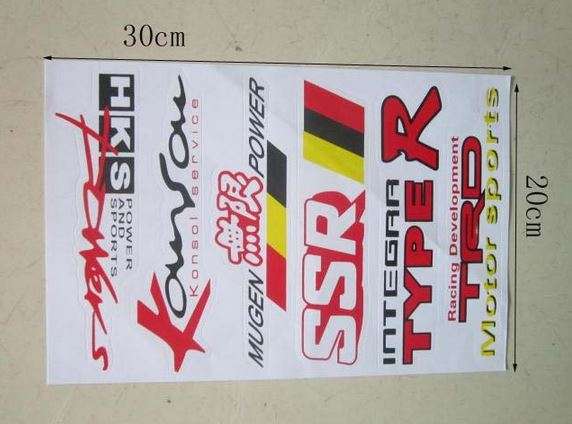 30cm
20cm
HKS
POWER
AND
SPORTS
Konsol service
無限
MUGEN POWER
SSR
INTEGRA
TYPE R
Racing Development
TRD
Motor sports